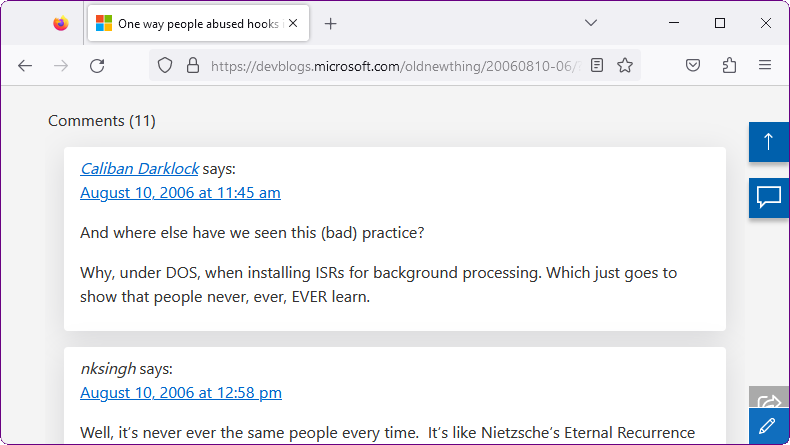 One way people abused hooks
https://devblogs.microsoft.com/oldnewthing/20060810-06/
Comments (11)
Caliban Darklock says:
August 10, 2006 at 11:45 am
And where else have we seen this (bad) practice?
Why, under DOS, when installing ISRs for background processing. Which just goes to
show that people never, ever, EVER learn.
nksingh says:
August 10, 2006 at 12:58 pm
Well, it’s never ever the same people every time.  It’s like Nietzsche’s Eternal Recurrence